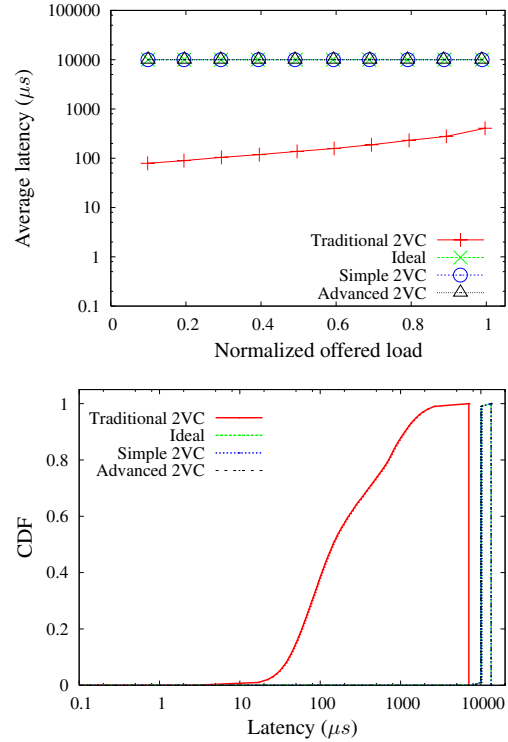 100000
10000
1000
100
10
1
0.1
Average latency (μs)
Traditional 2VC
Ideal
Simple 2VC
Advanced 2VC
0 0.2 0.4 0.6 0.8 1
Normalized offered load
1
0.8
0.6
0.4
0.2
0
CDF
Traditional 2VC
Ideal
Simple 2VC
Advanced 2VC
0.1 1 10 100 1000 10000
Latency (μs)